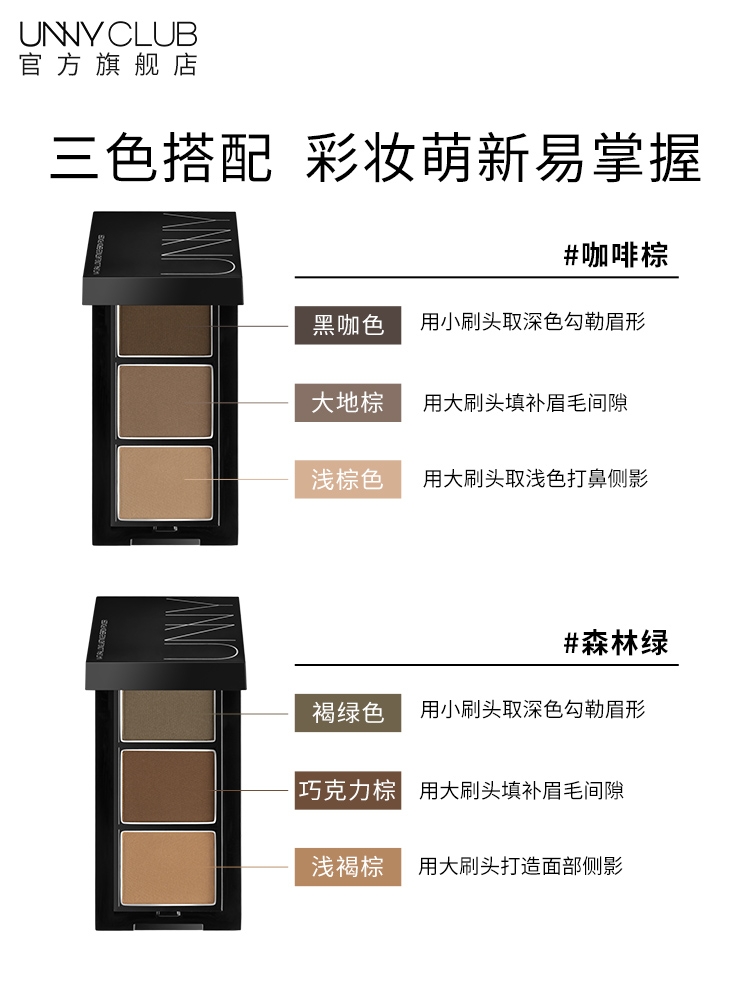 UNNY CLUB
官方旗舰店
三色搭配 彩妆萌新易掌握
UNNY
#咖啡棕
黑咖色 用小刷头取深色勾勒眉形
大地棕 用大刷头填补眉毛间隙
浅棕色 用大刷头取浅色打鼻侧影
UNNY
#森林绿
褐绿色 用小刷头取深色勾勒眉形
巧克力棕 用大刷头填补眉毛间隙
浅褐棕 用大刷头打造面部侧影